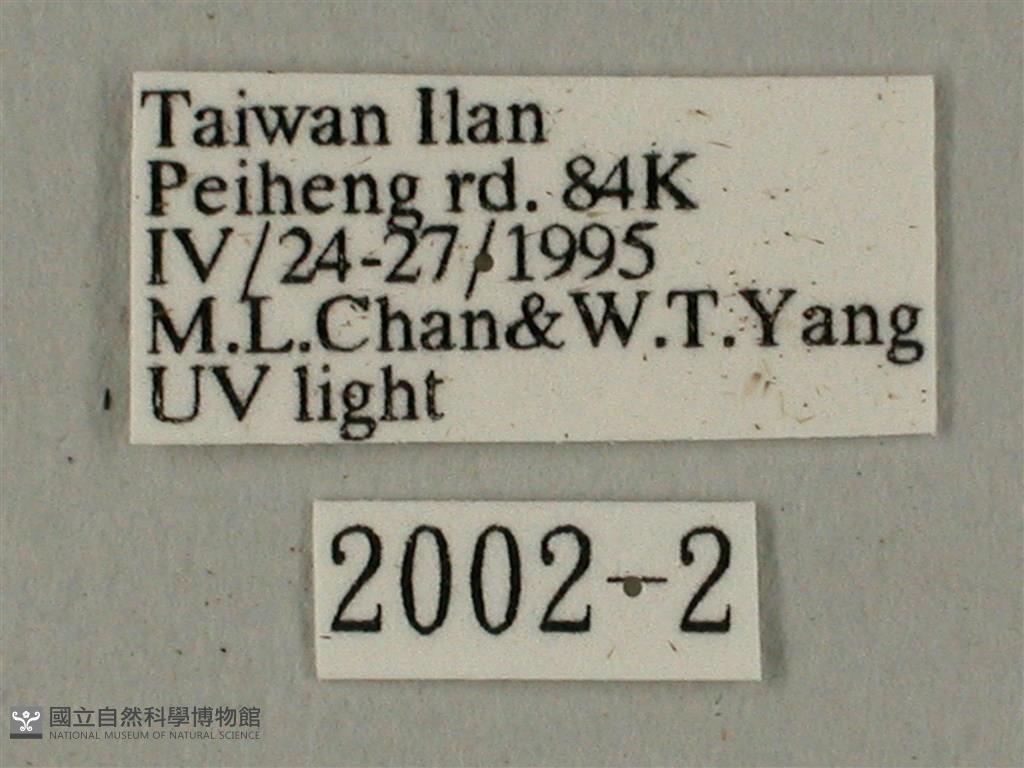 Taiwan Ilan
Peiheng rd. 84K
IV/24-27/1995
M.L.Chan&W.T.Yang
UV light
2002-2
國立自然科學博物館
NATIONAL MUSEUM OF NATURAL SCIENCE